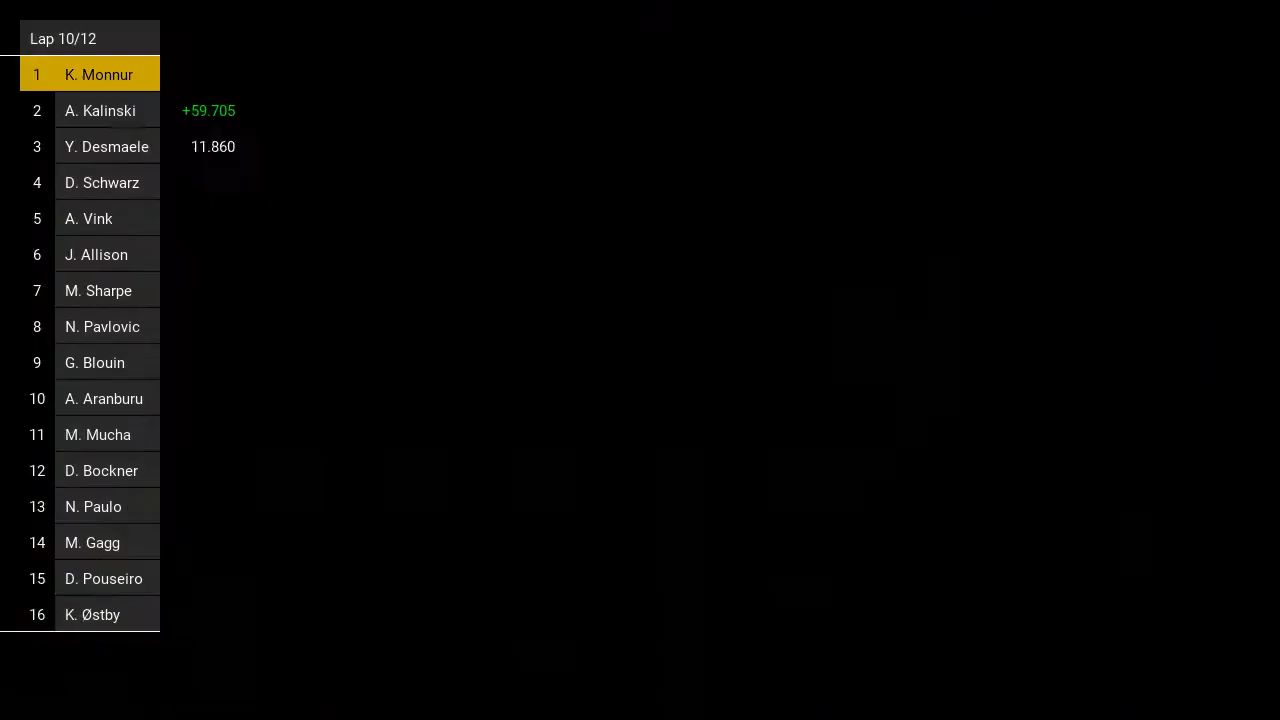 Lap 10/12
1 K. Monnur
2 A. Kalinski +59.705
3 Y. Desmaele 11.860
4 D. Schwarz
5 A. Vink
6 J. Allison
7 M. Sharpe
8 N. Pavlovic
9 G. Blouin
10 A. Aranburu
11 M. Mucha
12 D. Bockner
13 N. Paulo
14 M. Gagg
15 D. Pouseiro
16 K. Østby